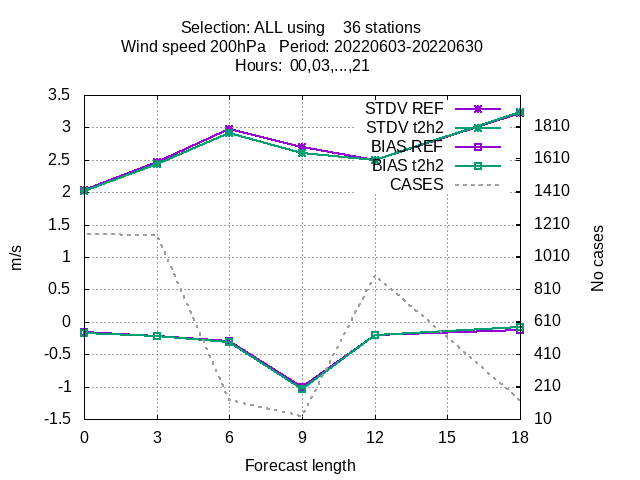 Selection: ALL using    36 stations
Wind speed 200hPa   Period: 20220603-20220630
Hours: 00,03,...,21
3.5
3
2.5
2
1.5
1
0.5
0
-0.5
-1
-1.5
m/s
STDV REF
STDV t2h2
BIAS REF
BIAS t2h2
CASES
1810
1610
1410
1210
1010
810
610
410
210
10
No cases
0 3 6 9 12 15 18
Forecast length